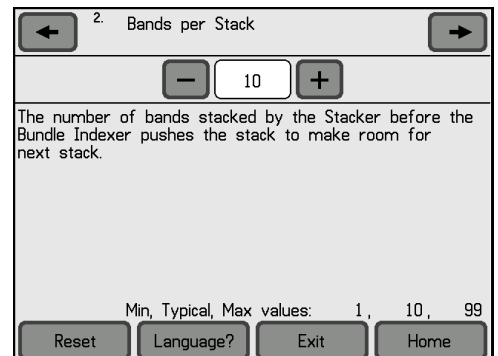 2. Bands per Stack
- 10 +
The number of bands stacked by the Stacker before the
Bundle Indexer pushes the stack to make room for
next stack.
Min, Typical, Max values: 1, 10, 99
Reset Language? Exit Home